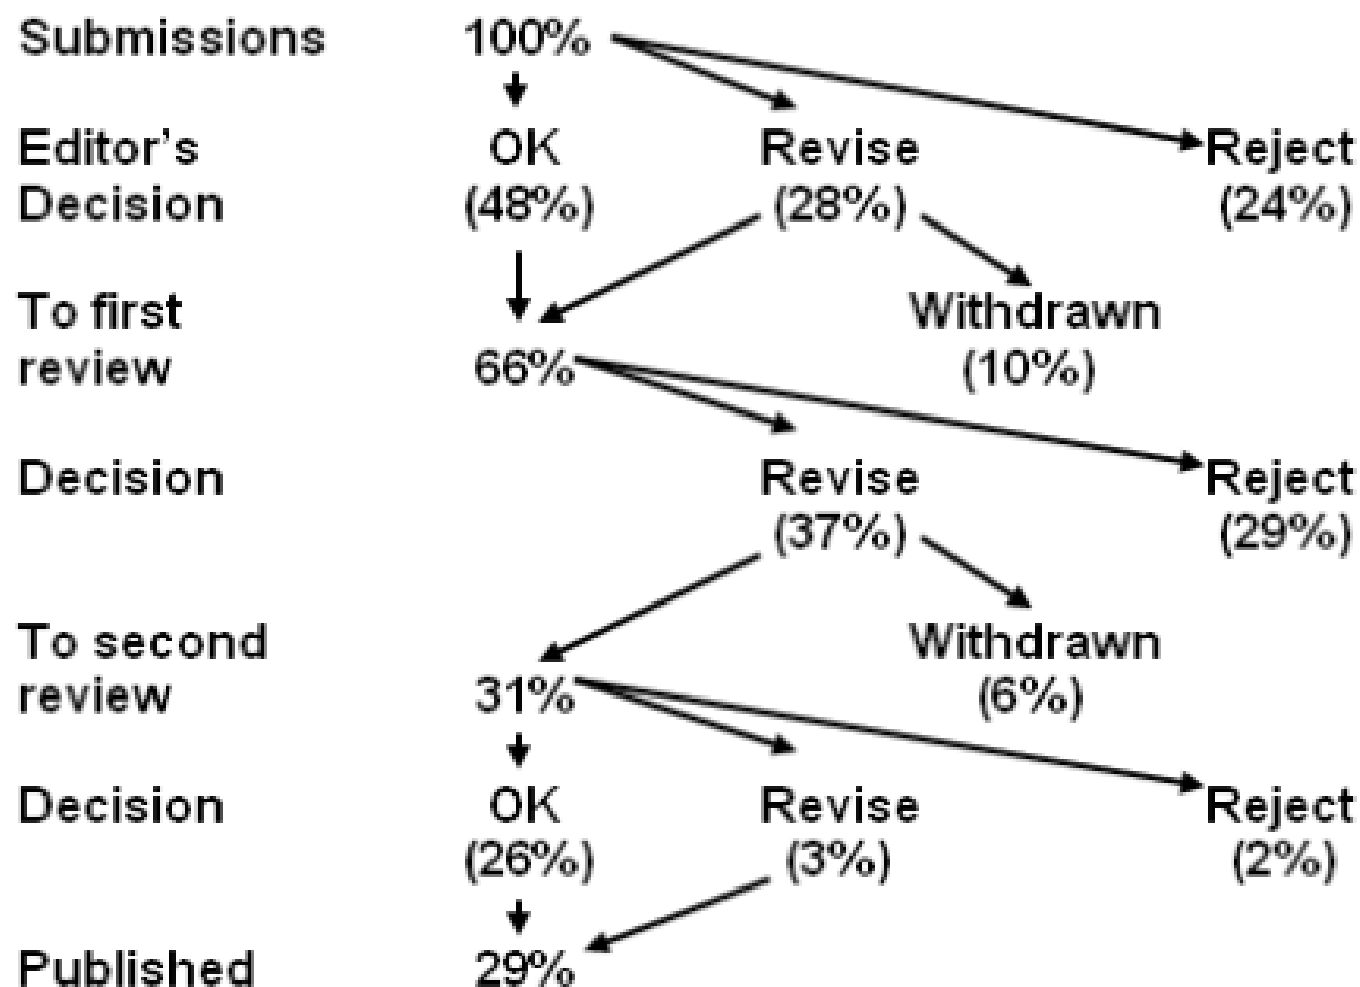 Submissions 100%
Editor's OK Revise Reject
Decision (48%) (28%) (24%)
To first Withdrawn
review 66% (10%)
Decision Revise Reject
(37%) (29%)
To second Withdrawn
review 31% (6%)
Decision OK Revise Reject
(26%) (3%) (2%)
Published 29%